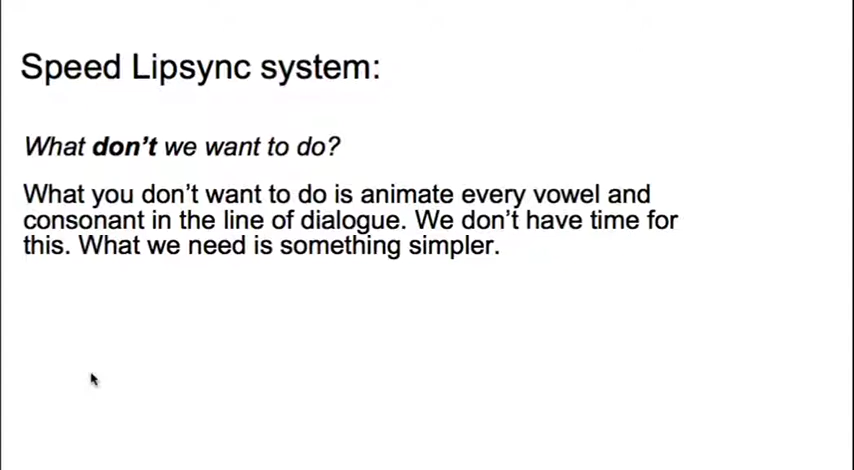 Speed Lipsync system:
What don’t we want to do?
What you don’t want to do is animate every vowel and
consonant in the line of dialogue. We don’t have time for
this. What we need is something simpler.